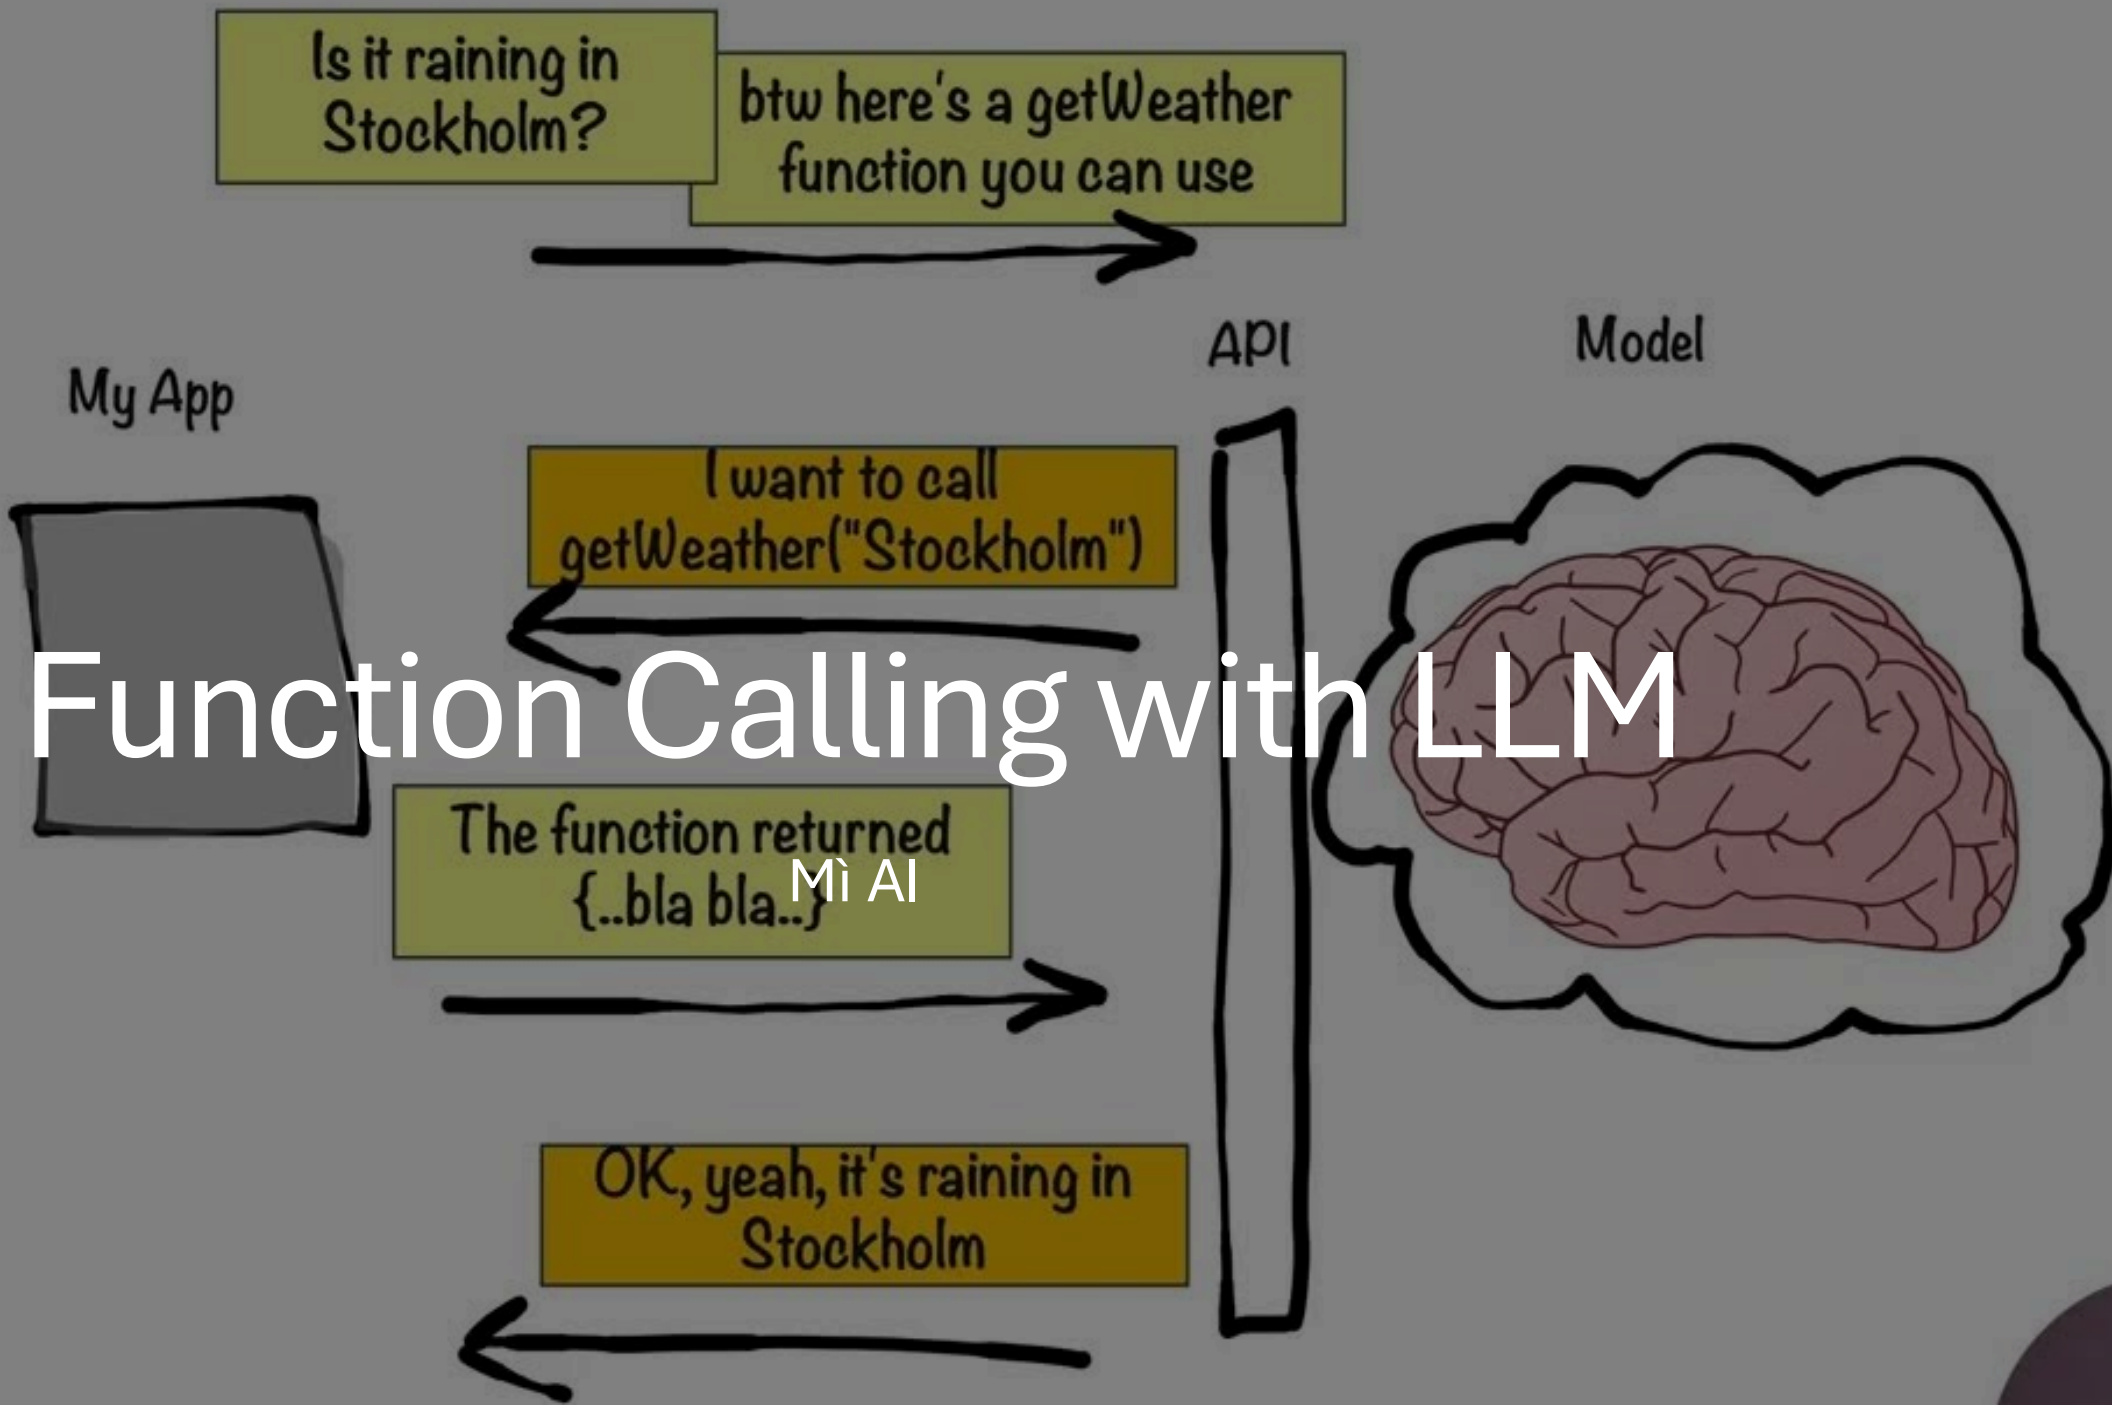 Is it raining in
Stockholm?
btw here's a getWeather
function you can use
API
Model
My App
I want to call
getWeather("Stockholm")
Function Calling with LLM
The function returned
{..bla bla..}
Mì AI
OK, yeah, it's raining in
Stockholm